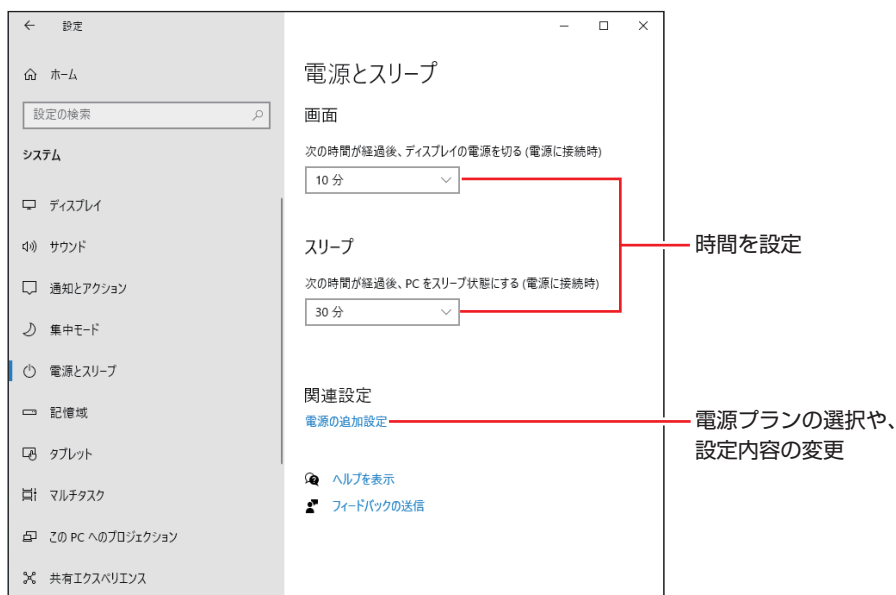 設定
ホーム
設定の検索
システム
ディスプレイ
サウンド
通知とアクション
集中モード
電源とスリープ
記憶域
タブレット
マルチタスク
この PC へのプロジェクション
共有エクスペリエンス
電源とスリープ
画面
次の時間が経過後、ディスプレイの電源を切る (電源に接続時)
10 分
スリープ
次の時間が経過後、PC をスリープ状態にする (電源に接続時)
30 分
関連設定
電源の追加設定
ヘルプを表示
フィードバックの送信
時間を設定
電源プランの選択や、
設定内容の変更